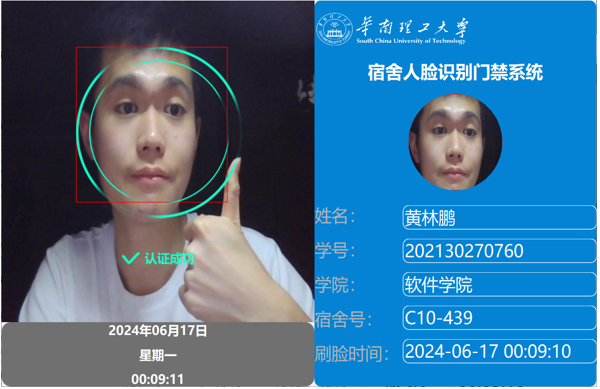 认证成功
2024年06月17日
星期一
00:09:11
華南理工大學
South China University of Technology
宿舍人脸识别门禁系统
姓名： 黄林鹏
学号： 202130270760
学院： 软件学院
宿舍号： C10-439
刷脸时间： 2024-06-17 00:09:10